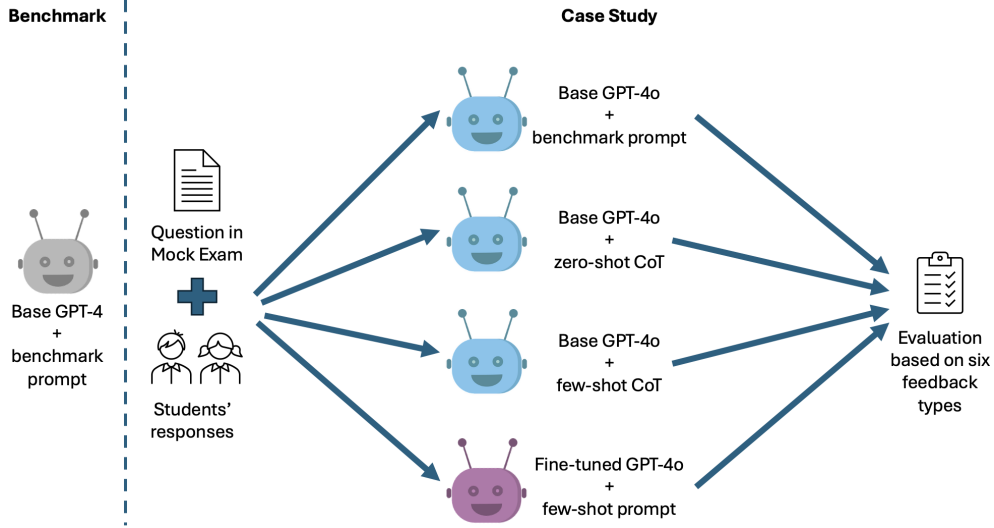 Benchmark
Base GPT-4
+
benchmark
prompt
Case Study
Question in
Mock Exam
Students’
responses
Base GPT-4o
+
benchmark prompt
Base GPT-4o
+
zero-shot CoT
Base GPT-4o
+
few-shot CoT
Fine-tuned GPT-4o
+
few-shot prompt
Evaluation
based on six
feedback
types